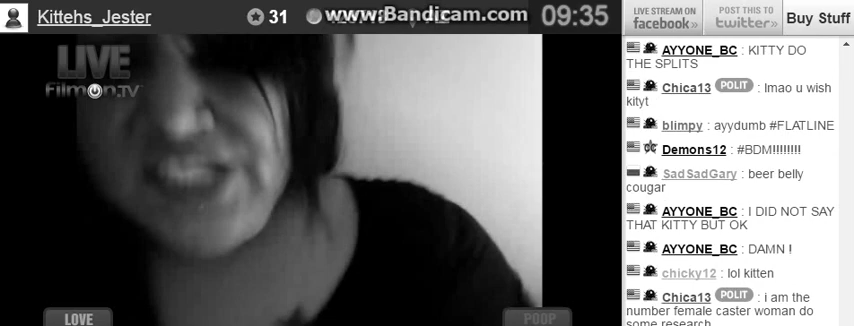 Kittehs_Jester
31
www.Bandicam.com
09:35
LIVE STREAM ON
facebook»
POST THIS TO
twitter»
Buy Stuff
LIVE
FilmOn.TV
LOVE
POOP
AYYONE_BC : KITTY DO
THE SPLITS
Chica13 POLIT : lmao u wish
kityt
blimpy : ayydumb #FLATLINE
Demons12 : #BDM!!!!!!!!
SadSadGary : beer belly
cougar
AYYONE_BC : I DID NOT SAY
THAT KITTY BUT OK
AYYONE_BC : DAMN !
chicky12 : lol kitten
Chica13 POLIT : i am the
number female caster woman do
some research